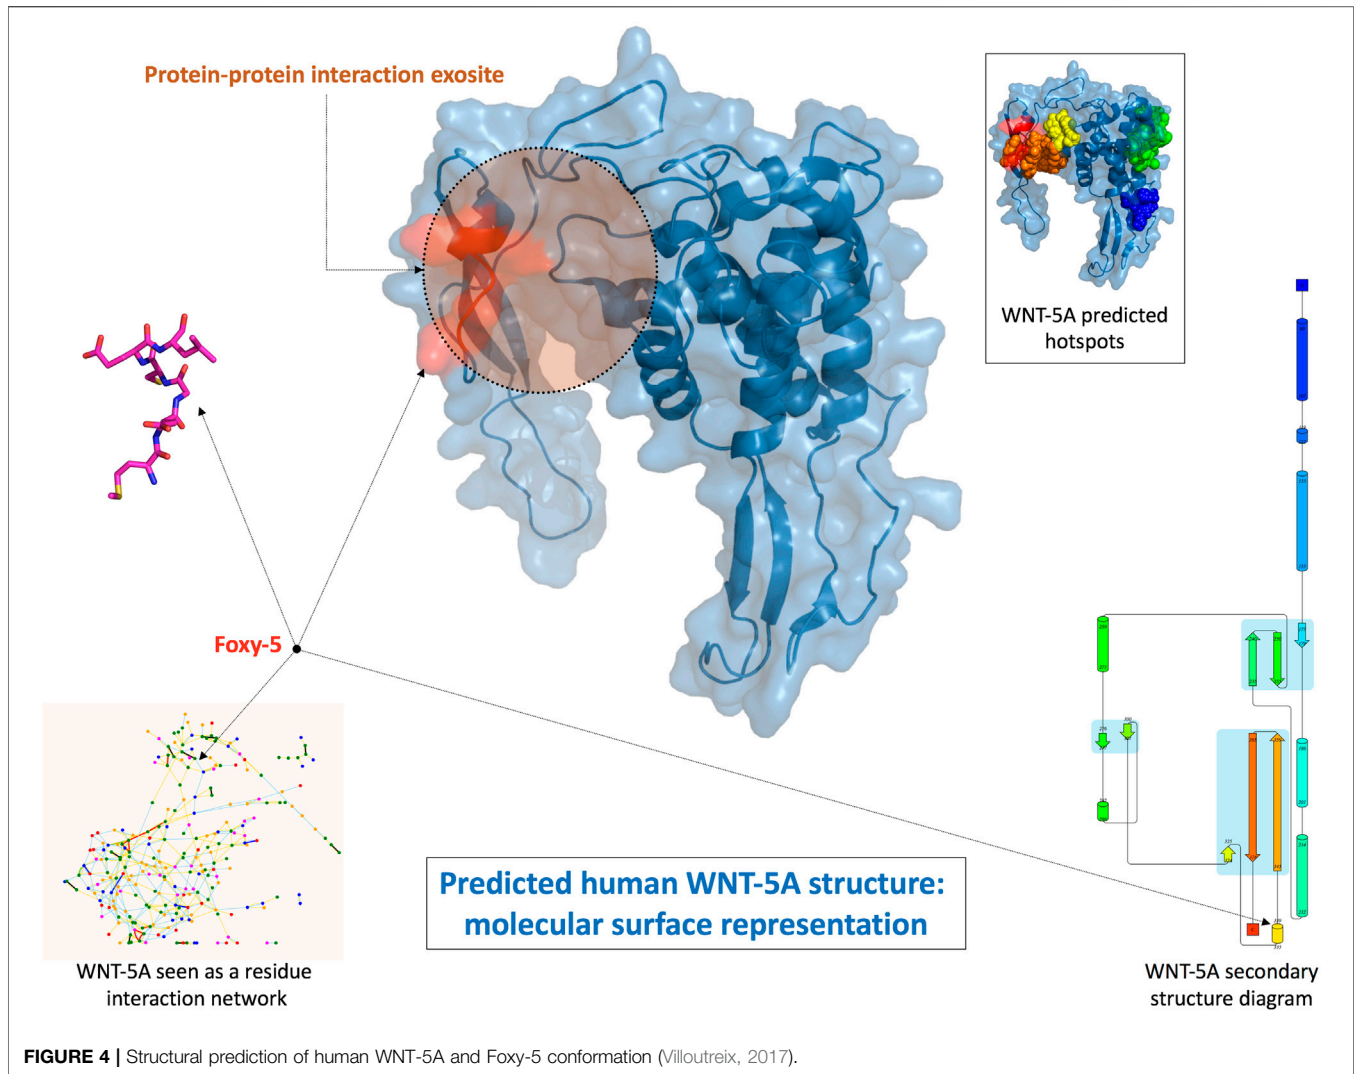 Protein-protein interaction exosite
WNT-5A predicted
hotspots
Foxy-5
Predicted human WNT-5A structure:
molecular surface representation
WNT-5A seen as a residue
interaction network
WNT-5A secondary
structure diagram
FIGURE 4 | Structural prediction of human WNT-5A and Foxy-5 conformation (Villoutreix, 2017).